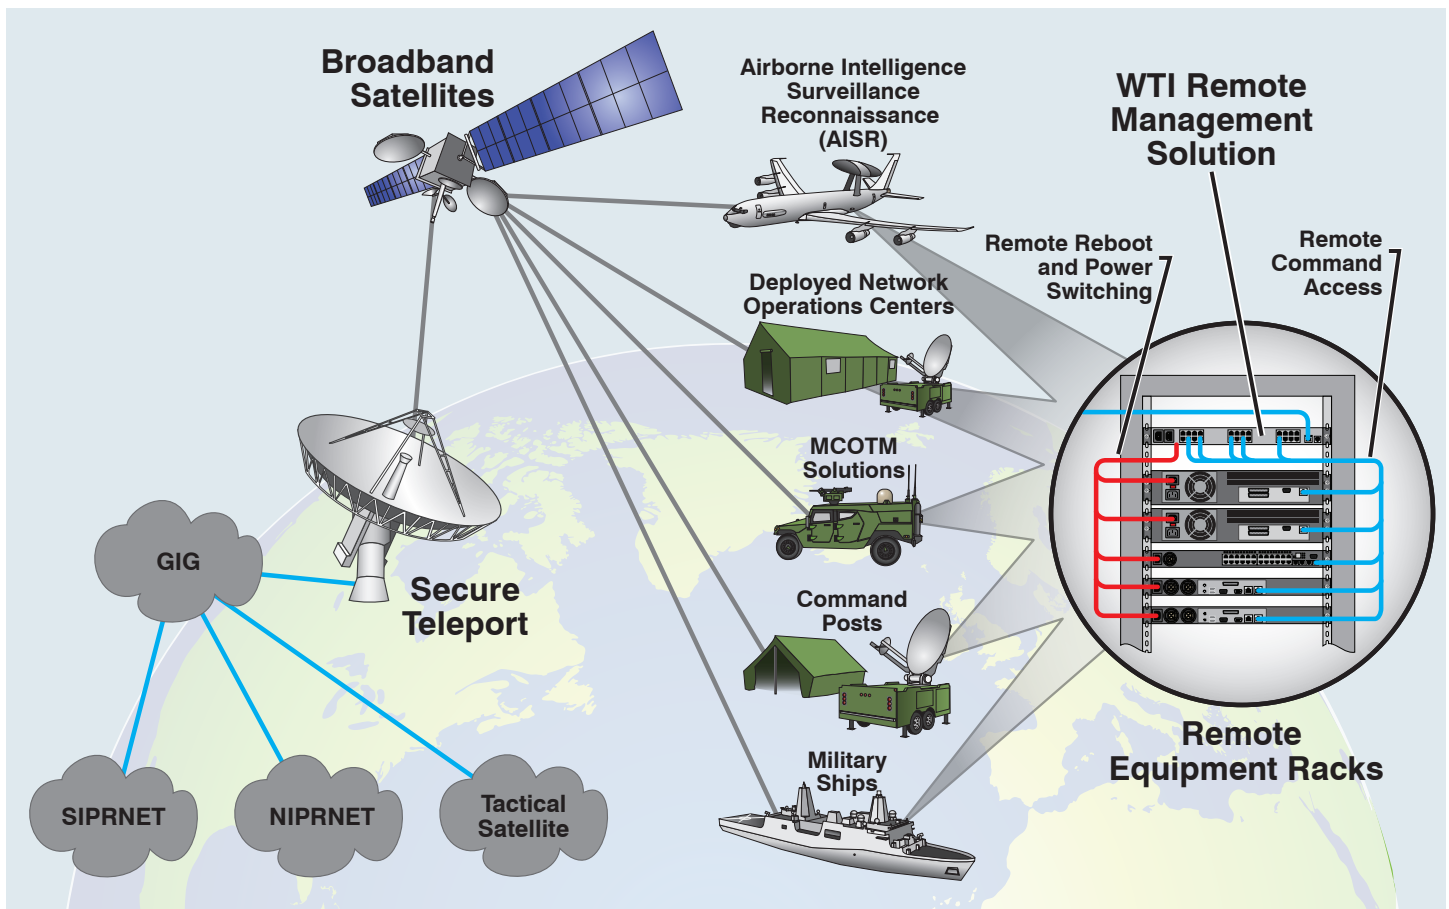 Broadband
Satellites
Airborne Intelligence
Surveillance
Reconnaissance
(AISR)
WTI Remote
Management
Solution
Remote Reboot
and Power
Switching
Remote
Command
Access
Deployed Network
Operations Centers
MCOTM
Solutions
GIG
Secure
Teleport
Command
Posts
Remote
Equipment Racks
Military
Ships
SIPRNET
NIPRNET
Tactical
Satellite